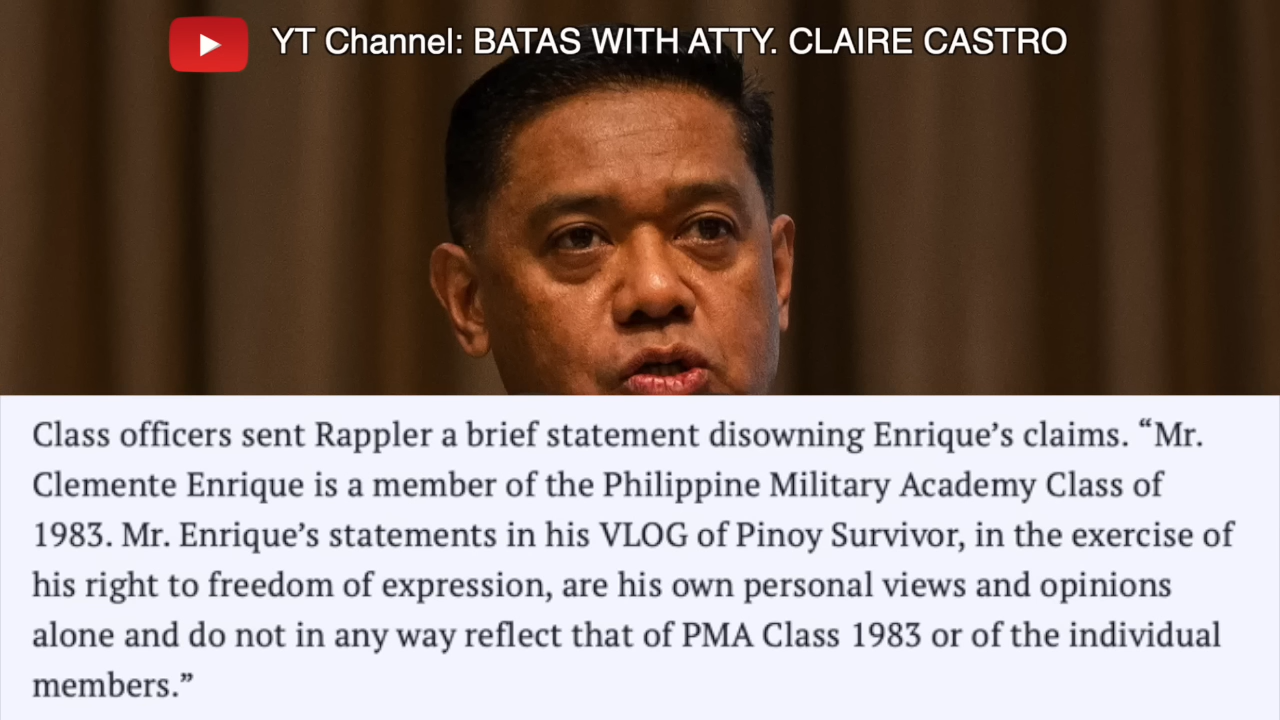 YT Channel: BATAS WITH ATTY. CLAIRE CASTRO
Class officers sent Rappler a brief statement disowning Enrique’s claims. “Mr.
Clemente Enrique is a member of the Philippine Military Academy Class of
1983. Mr. Enrique’s statements in his VLOG of Pinoy Survivor, in the exercise of
his right to freedom of expression, are his own personal views and opinions
alone and do not in any way reflect that of PMA Class 1983 or of the individual
members.”